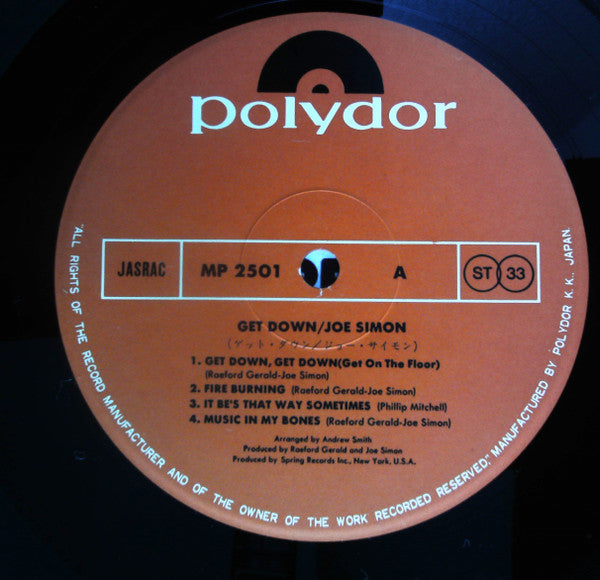 polydor
JASRAC MP 2501 A ST 33
GET DOWN/JOE SIMON
(ゲット・ダウン/ジョー・サイモン)
1. GET DOWN, GET DOWN(Get On The Floor)
(Raeford Gerald-Joe Simon)
2. FIRE BURNING (Raeford Gerald-Joe Simon)
3. IT BE'S THAT WAY SOMETIMES (Phillip Mitchell)
4. MUSIC IN MY BONES (Raeford Gerald-Joe Simon)
Arranged by Andrew Smith
Produced by Raeford Gerald and Joe Simon
Produced by Spring Records Inc., New York, U.S.A.
"ALL RIGHTS OF THE RECORD MANUFACTURER AND OF THE OWNER OF THE WORK RECORDED RESERVED," MANUFACTURED BY POLYDOR K.K., JAPAN.